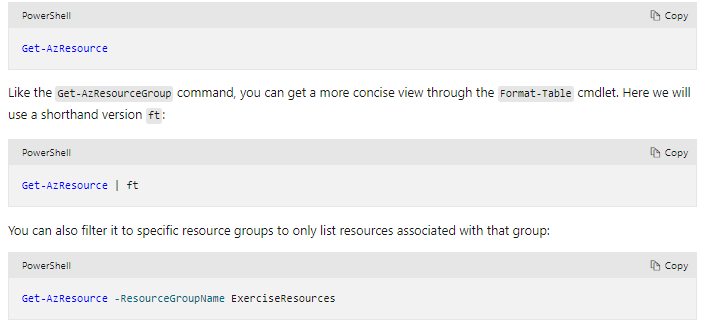 PowerShell
Copy
Get-AzResource
Like the Get-AzResourceGroup command, you can get a more concise view through the Format-Table cmdlet. Here we will
use a shorthand version ft:
PowerShell
Copy
Get-AzResource | ft
You can also filter it to specific resource groups to only list resources associated with that group:
PowerShell
Copy
Get-AzResource -ResourceGroupName ExerciseResources